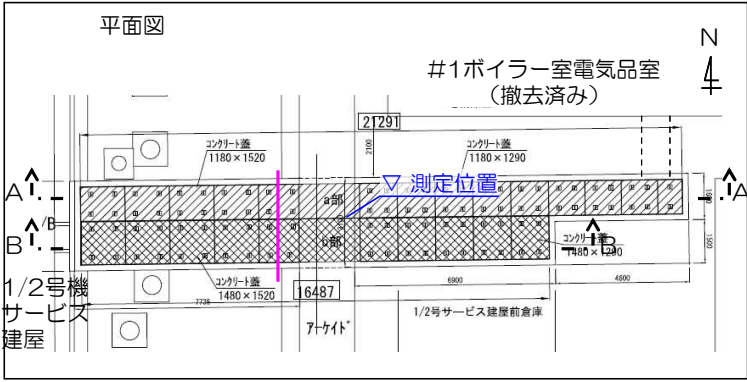 平面図
N
#1ボイラー室電気品室
(撤去済み)
21291
コンクリート蓋
1180×1520
2100
コンクリート蓋
1180×1290
A
▽ 測定位置
A
a部
B
b部
B
コンクリート蓋
1480×1290
1500
コンクリート蓋
1480×1520
6900
4600
7736
16487
1/2号機
サービス
建屋
アーケイド
1/2号サービス建屋前倉庫